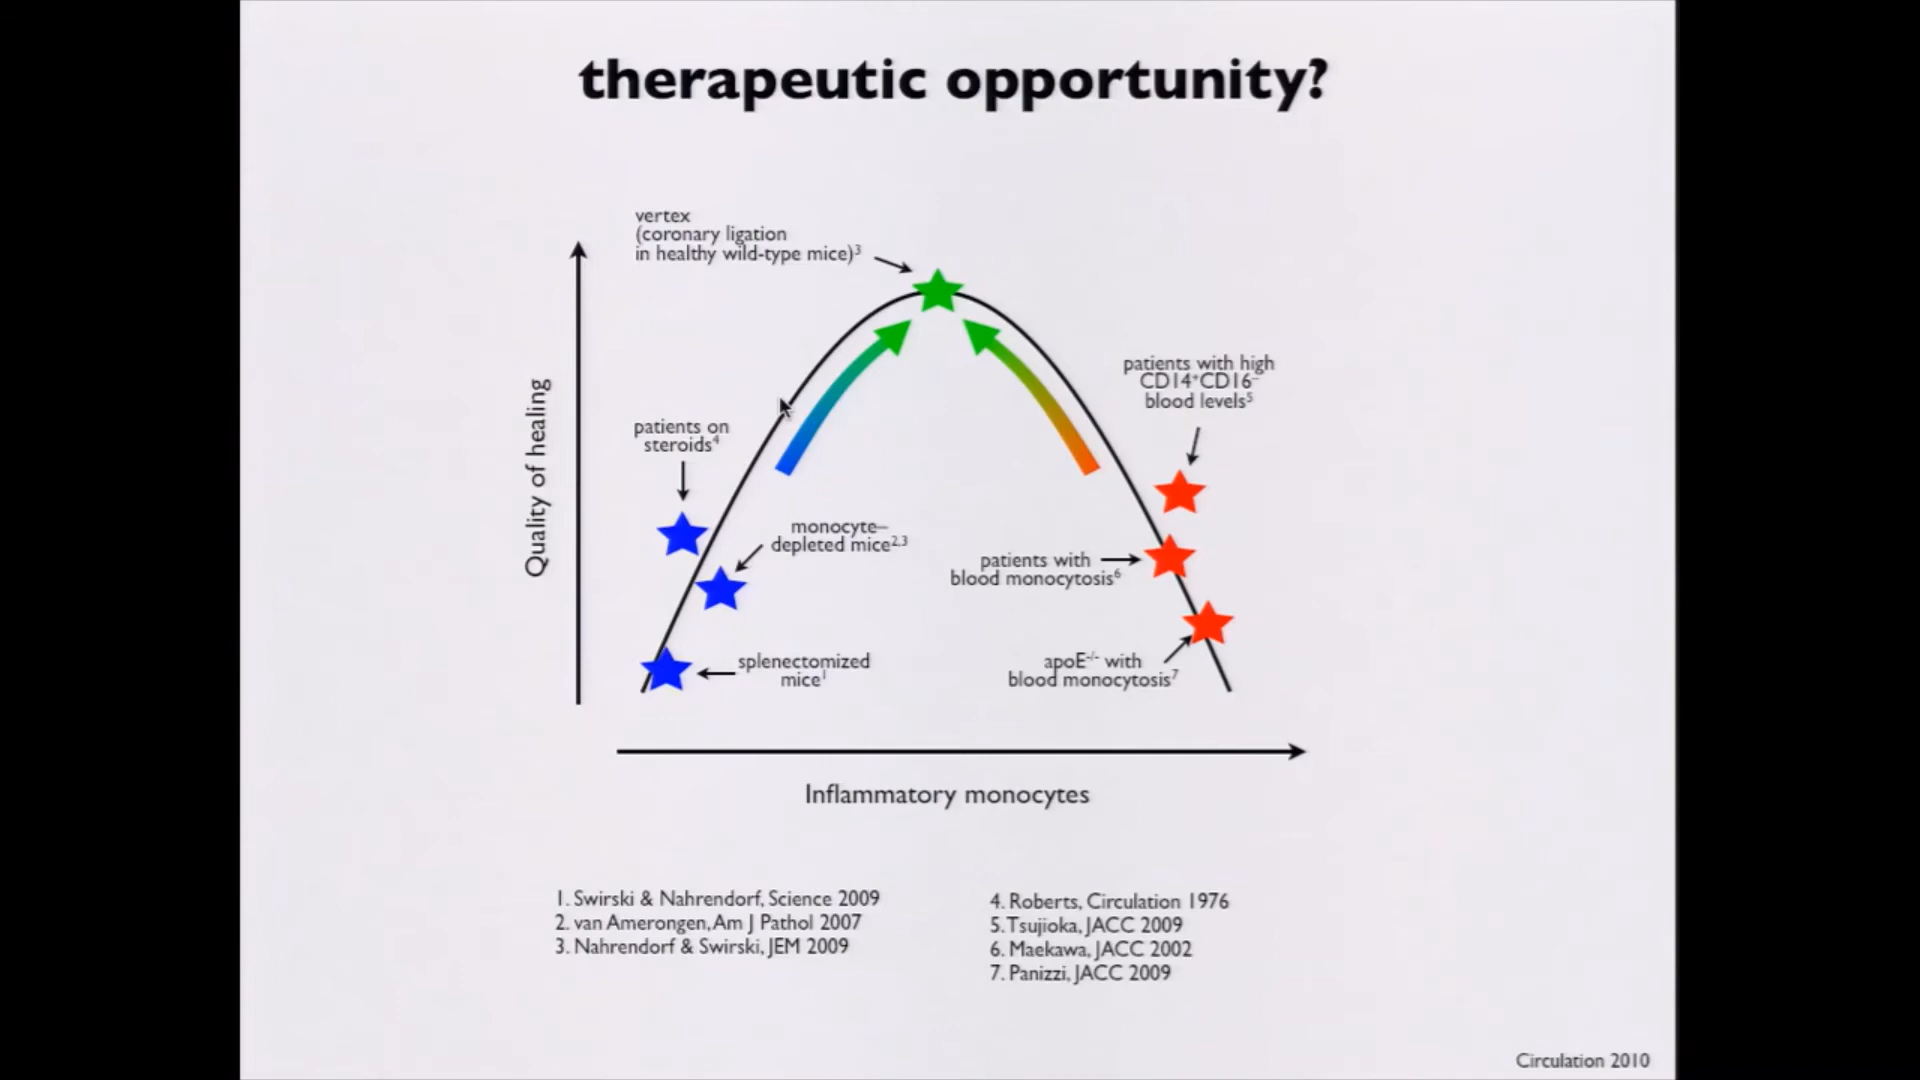 therapeutic opportunity?
vertex
(coronary ligation
in healthy wild-type mice)³
patients with high
CD14⁺CD16⁻
blood levels⁵
patients on
steroids⁴
Quality of healing
monocyte–
depleted mice²,³
patients with
blood monocytosis⁶
splenectomized
mice¹
apoE⁻/⁻ with
blood monocytosis⁷
Inflammatory monocytes
1. Swirski & Nahrendorf, Science 2009
2. van Amerongen, Am J Pathol 2007
3. Nahrendorf & Swirski, JEM 2009
4. Roberts, Circulation 1976
5. Tsujioka, JACC 2009
6. Maekawa, JACC 2002
7. Panizzi, JACC 2009
Circulation 2010